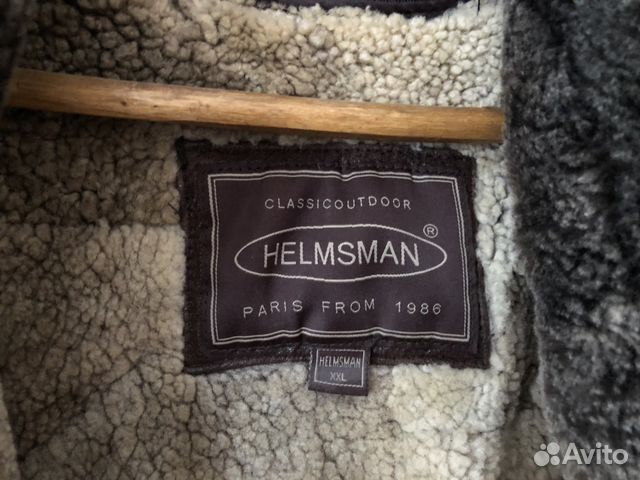 CLASSICOUTDOOR
HELMSMAN®
PARIS FROM 1986
HELMSMAN
XXL
Avito